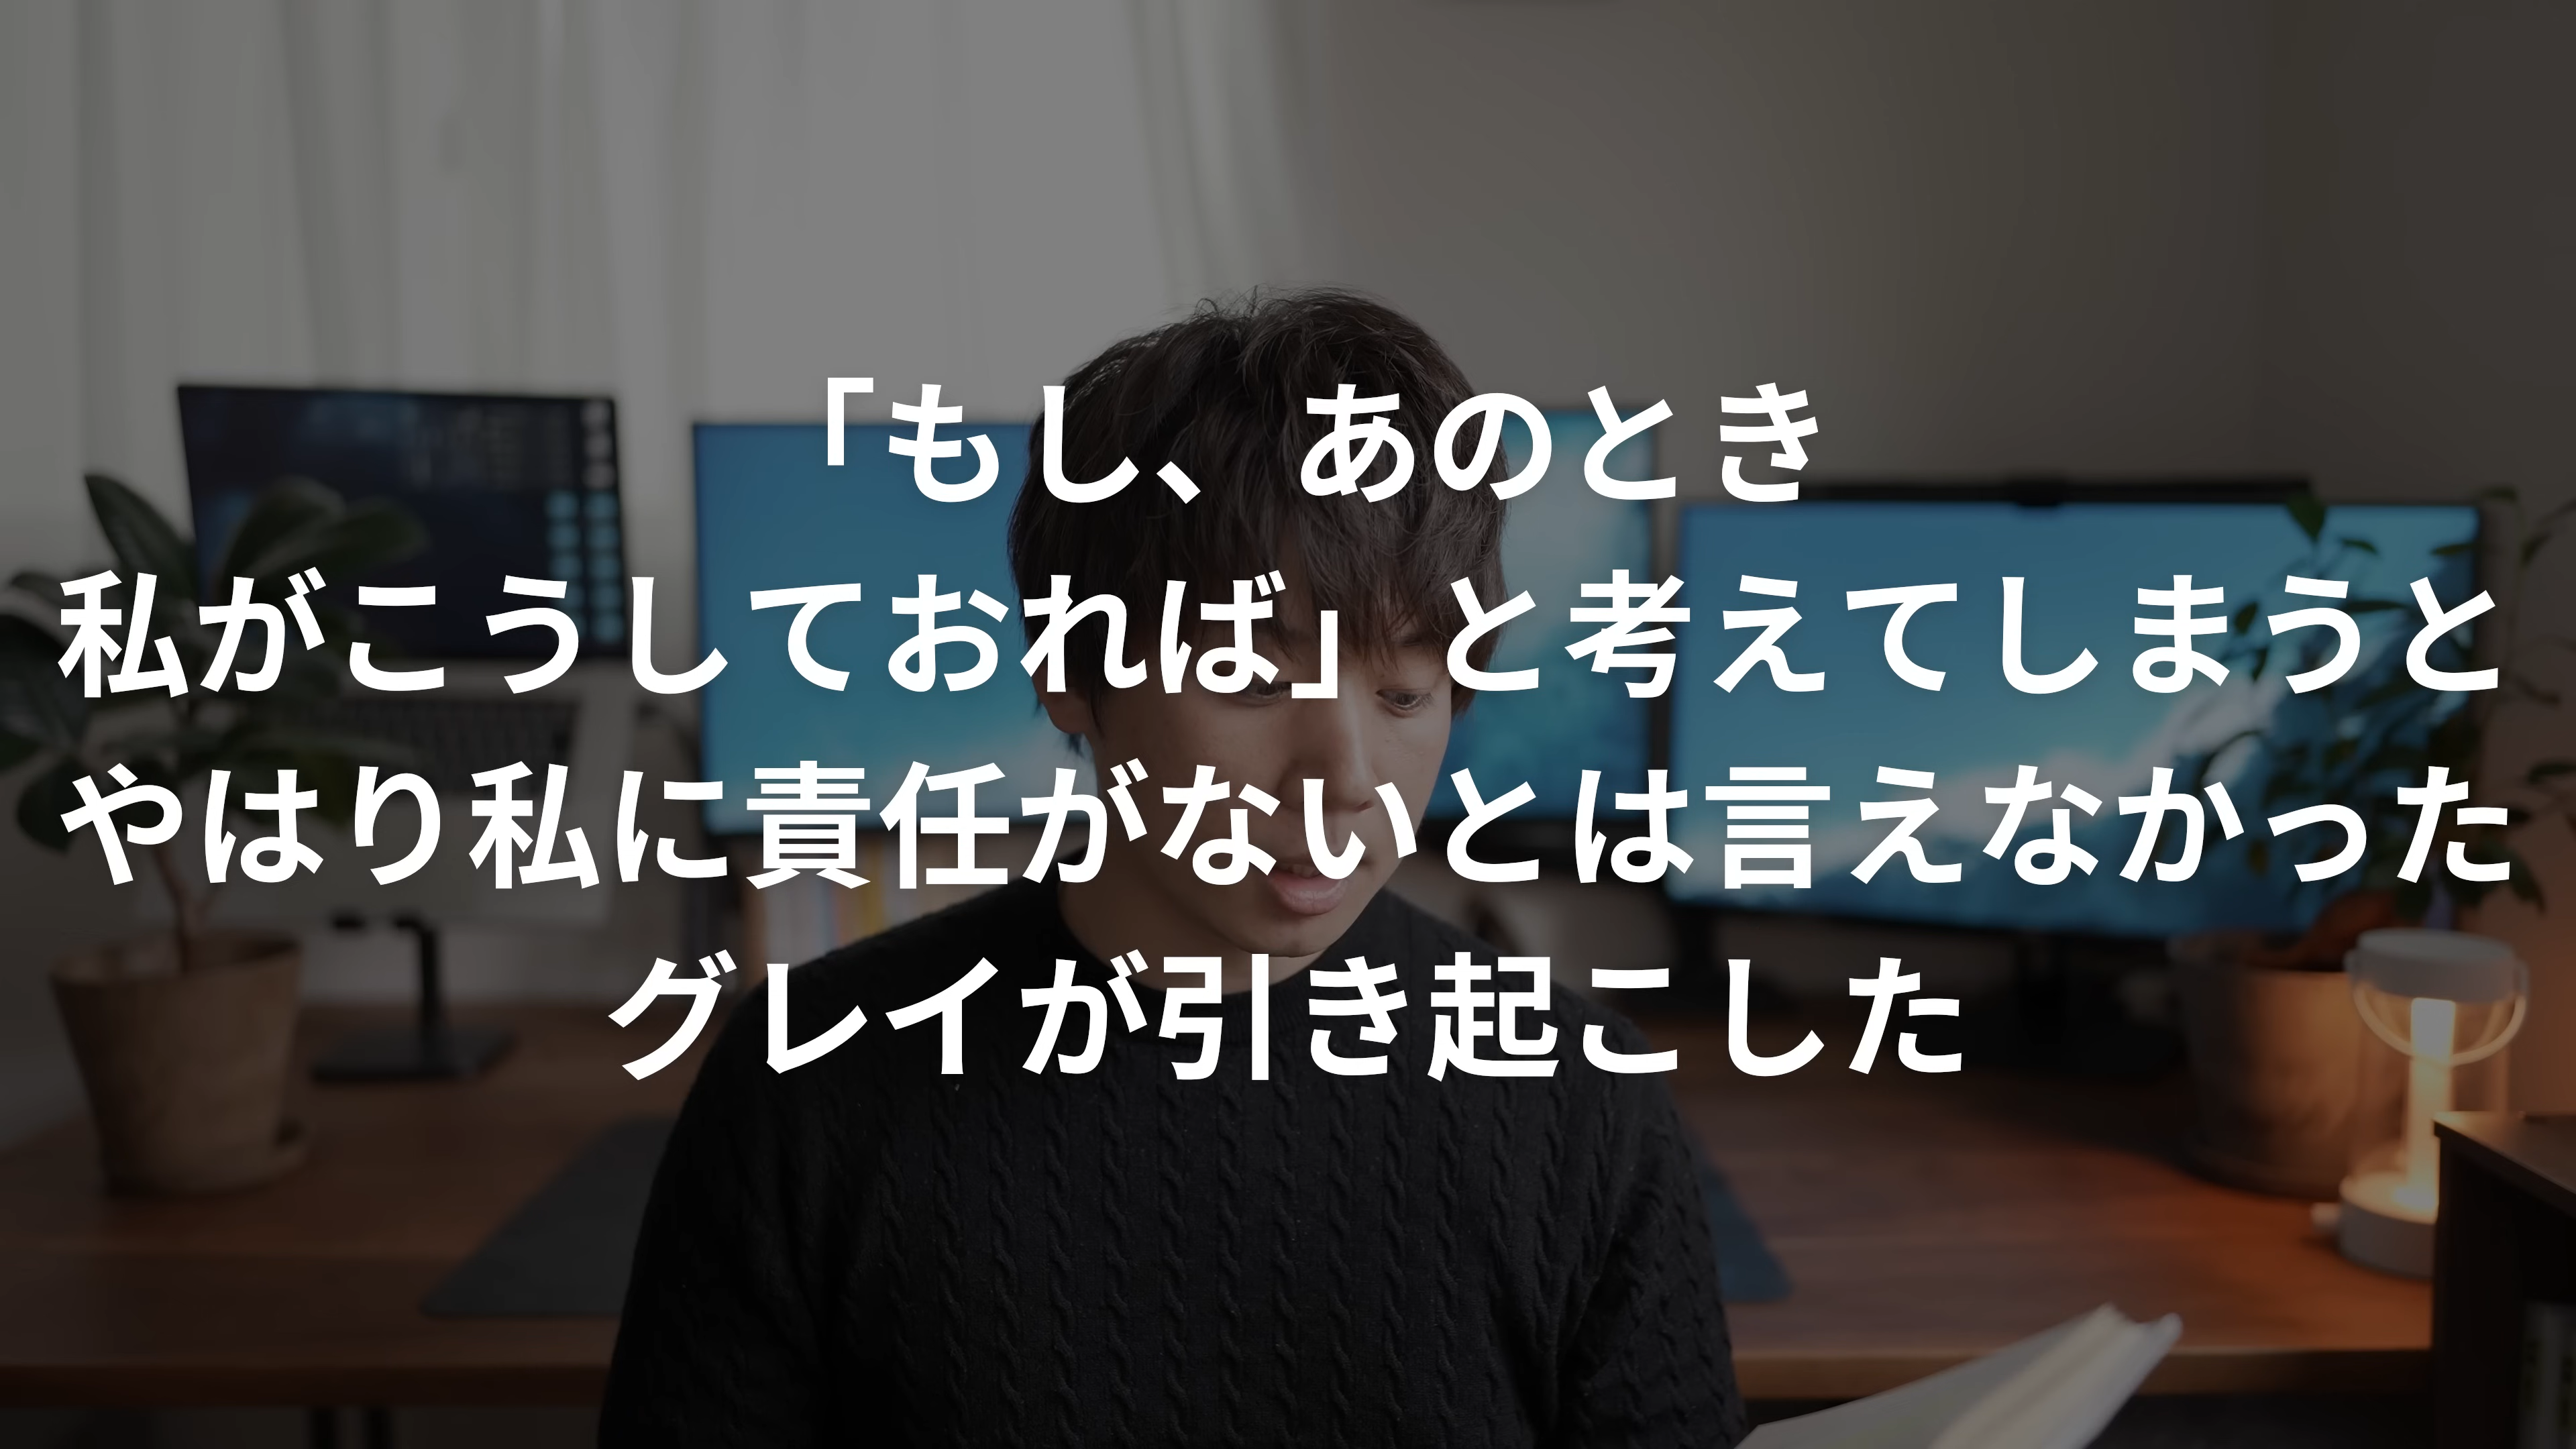 「もし、あのとき
私がこうしておれば」と考えてしまうと
やはり私に責任がないとは言えなかった
グレイが引き起こした